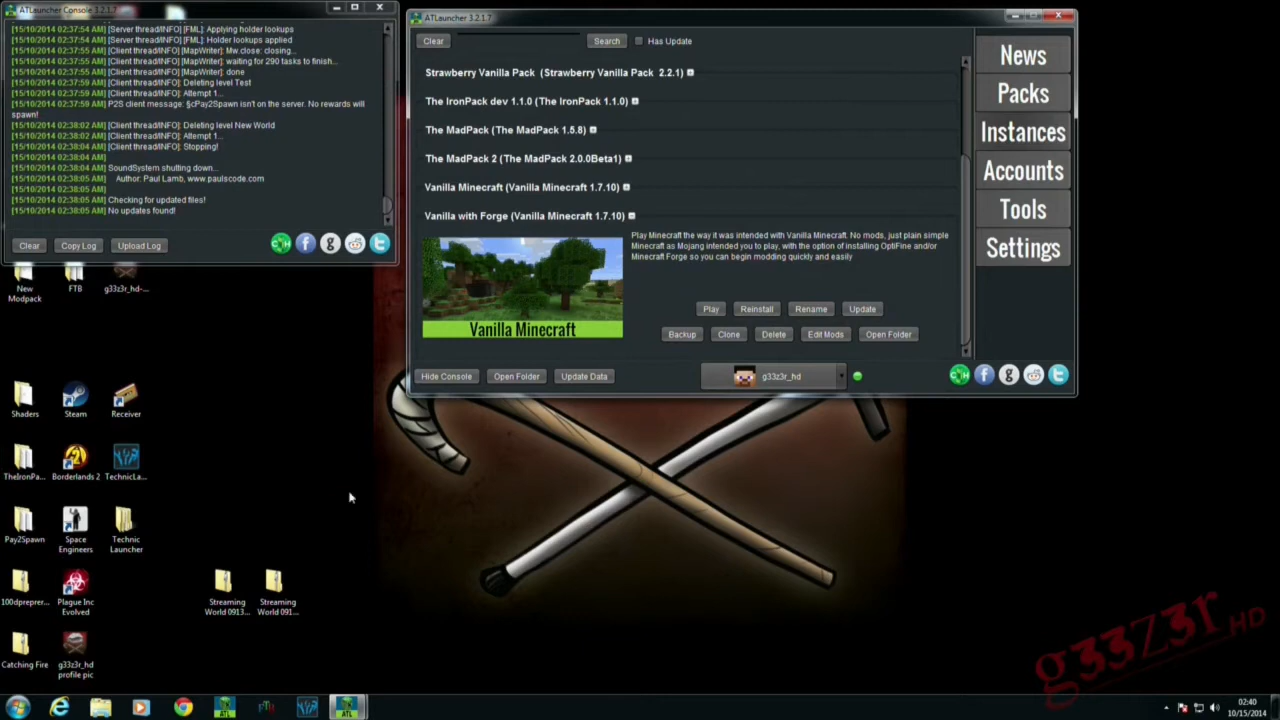 ATLauncher Console 3.2.1.7
[15/10/2014 02:37:54 AM] [Server thread/INFO] [FML]: Applying holder lookups
[15/10/2014 02:37:54 AM] [Server thread/INFO] [FML]: Holder lookups applied
[15/10/2014 02:37:55 AM] [Client thread/INFO] [MapWriter]: Mw.close: closing...
[15/10/2014 02:37:55 AM] [Client thread/INFO] [MapWriter]: waiting for 290 tasks to finish...
[15/10/2014 02:37:55 AM] [Client thread/INFO] [MapWriter]: done
[15/10/2014 02:37:59 AM] [Client thread/INFO]: Deleting level Test
[15/10/2014 02:37:59 AM] [Client thread/INFO]: Attempt 1...
[15/10/2014 02:37:59 AM] P2S client message: §cPay2Spawn isn't on the server. No rewards will
spawn!
[15/10/2014 02:38:02 AM] [Client thread/INFO]: Deleting level New World
[15/10/2014 02:38:02 AM] [Client thread/INFO]: Attempt 1...
[15/10/2014 02:38:04 AM] [Client thread/INFO]: Stopping!
[15/10/2014 02:38:04 AM]
[15/10/2014 02:38:05 AM] SoundSystem shutting down...
[15/10/2014 02:38:05 AM] Author: Paul Lamb, www.paulscode.com
[15/10/2014 02:38:05 AM]
[15/10/2014 02:38:05 AM] Checking for updated files!
[15/10/2014 02:38:05 AM] No updates found!
Clear Copy Log Upload Log
ATLauncher 3.2.1.7
Clear Search Has Update
Strawberry Vanilla Pack (Strawberry Vanilla Pack 2.2.1)
The IronPack dev 1.1.0 (The IronPack 1.1.0)
The MadPack (The MadPack 1.5.8)
The MadPack 2 (The MadPack 2.0.0Beta1)
Vanilla Minecraft (Vanilla Minecraft 1.7.10)
Vanilla with Forge (Vanilla Minecraft 1.7.10)
Play Minecraft the way it was intended with Vanilla Minecraft. No mods, just plain simple
Minecraft as Mojang intended you to play, with the option of installing OptiFine and/or
Minecraft Forge so you can begin modding quickly and easily
Vanilla Minecraft
Play Reinstall Rename Update
Backup Clone Delete Edit Mods Open Folder
Hide Console Open Folder Update Data g33z3r_hd
News
Packs
Instances
Accounts
Tools
Settings
New
Modpack
FTB
g33z3r_hd-...
Shaders
Steam
Receiver
TheIronPa...
Borderlands 2
TechnicLa...
Pay2Spawn
Space
Engineers
Technic
Launcher
100dprepre...
Plague Inc
Evolved
Streaming
World 0913...
Streaming
World 091...
Catching Fire
g33z3r_hd
profile pic
g33z3r HD
ATL
ATL
02:40
10/15/2014